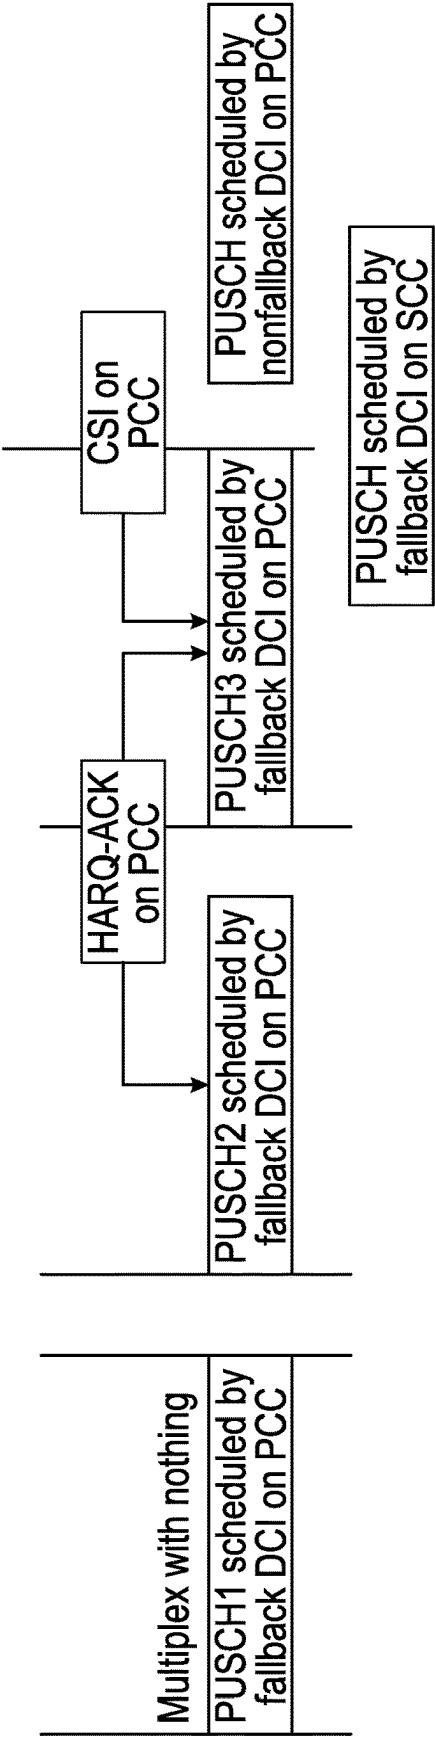 Multiplex with nothing
PUSCH1 scheduled by
fallback DCI on PCC
HARQ-ACK
on PCC
PUSCH2 scheduled by
fallback DCI on PCC
CSI on
PCC
PUSCH3 scheduled by
fallback DCI on PCC
PUSCH scheduled by
nonfallback DCI on PCC
PUSCH scheduled by
fallback DCI on SCC